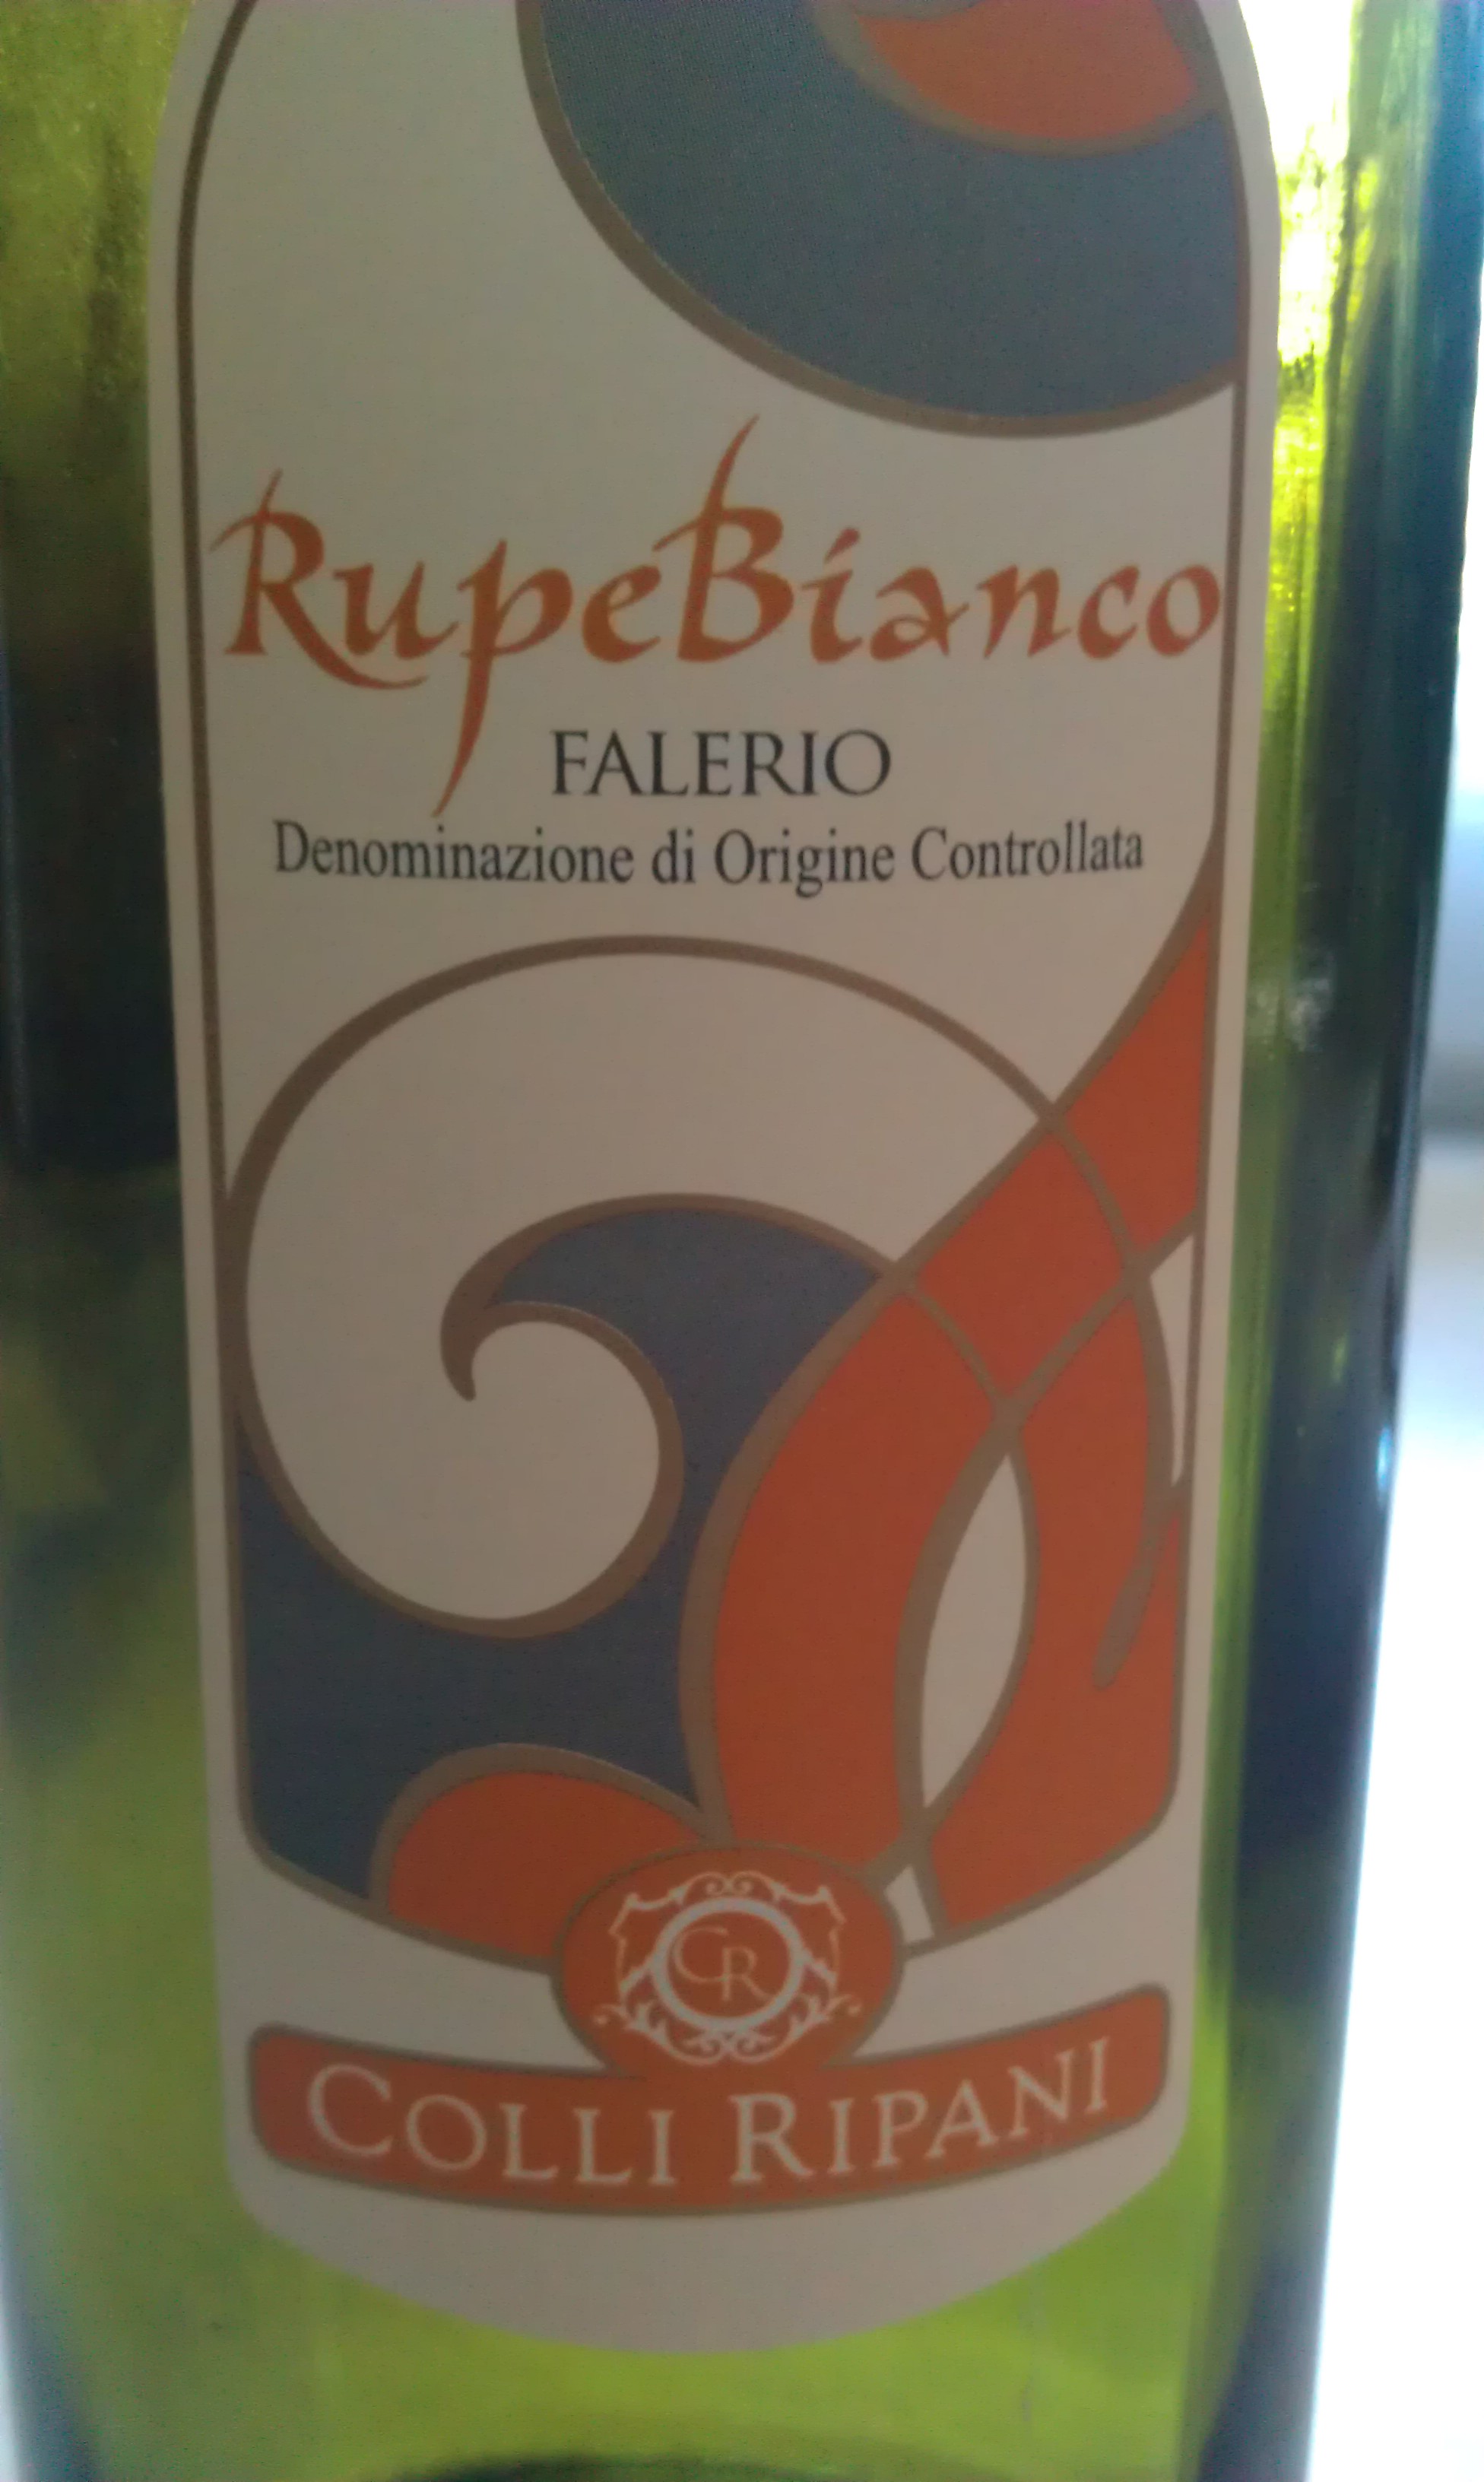 RupeBianco
FALERIO
Denominazione di Origine Controllata
CR
COLLI RIPANI